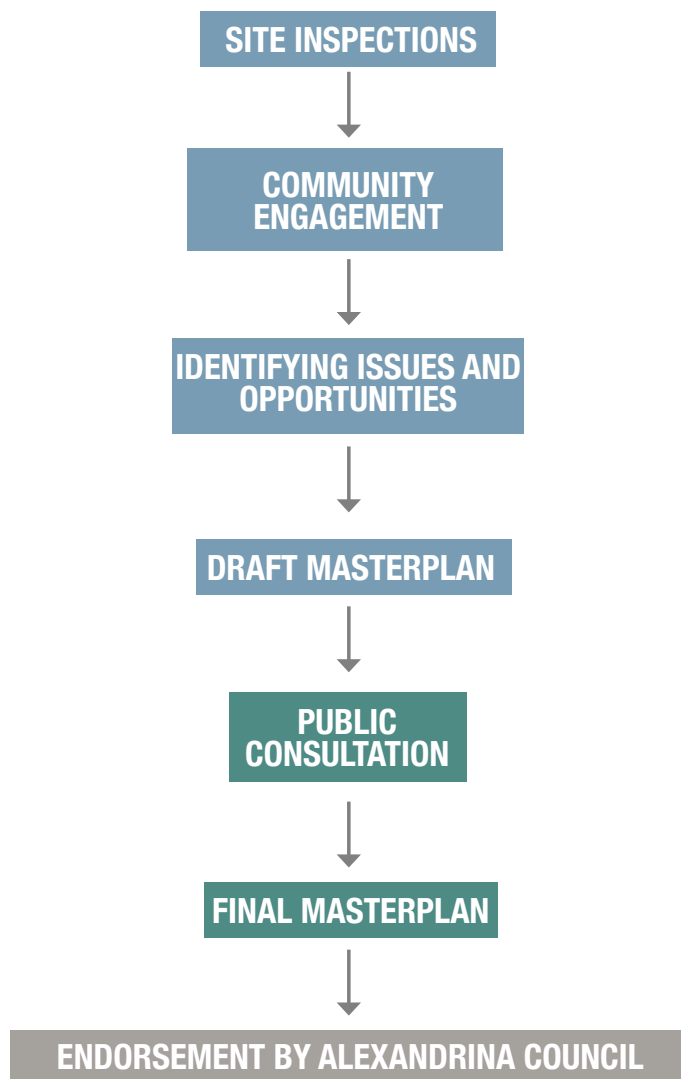 SITE INSPECTIONS
COMMUNITY
ENGAGEMENT
IDENTIFYING ISSUES AND
OPPORTUNITIES
DRAFT MASTERPLAN
PUBLIC
CONSULTATION
FINAL MASTERPLAN
ENDORSEMENT BY ALEXANDRINA COUNCIL